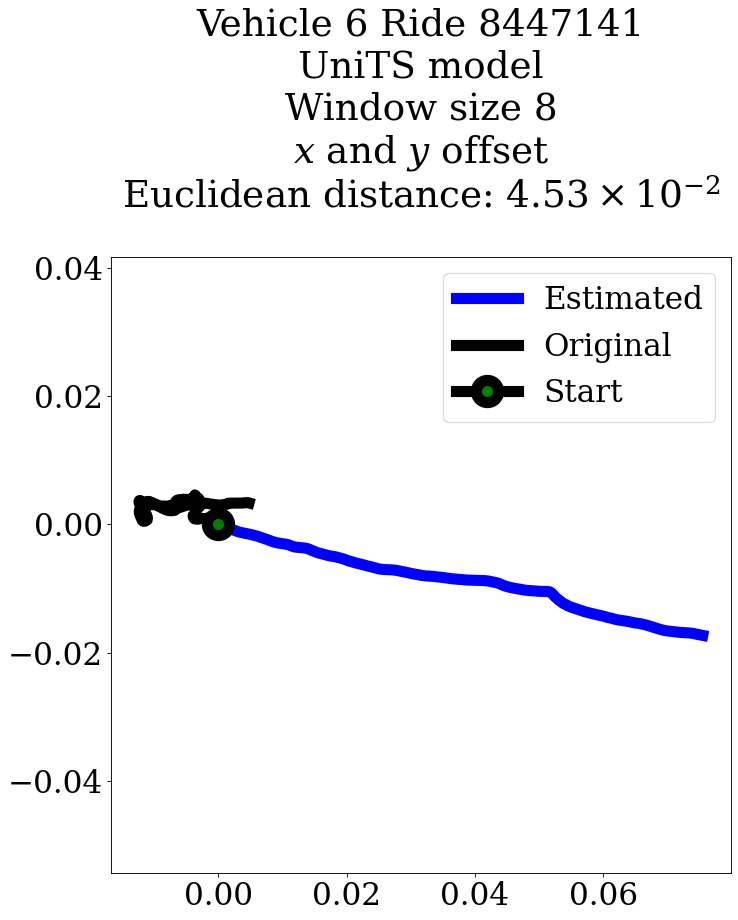 Vehicle 6 Ride 8447141
UniTS model
Window size 8
x and y offset
Euclidean distance: 4.53 × 10⁻²
0.04
0.02
0.00
−0.02
−0.04
Estimated
Original
Start
0.00 0.02 0.04 0.06